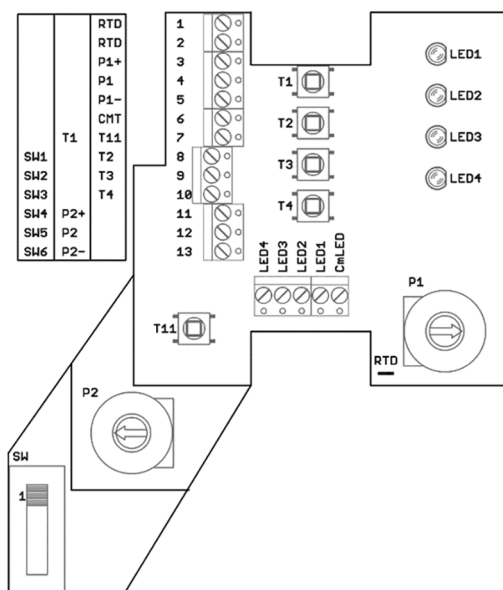 RTD 1
RTD 2
P1+ 3
P1 4
P1- 5
CMT 6
T1 T11 7
SW1 T2 8
SW2 T3 9
SW3 T4 10
SW4 P2+ 11
SW5 P2 12
SW6 P2- 13
T1
T2
T3
T4
LED1
LED2
LED3
LED4
LED4 LED3 LED2 LED1 CmLED
T11
P1
RTD
P2
SW
1